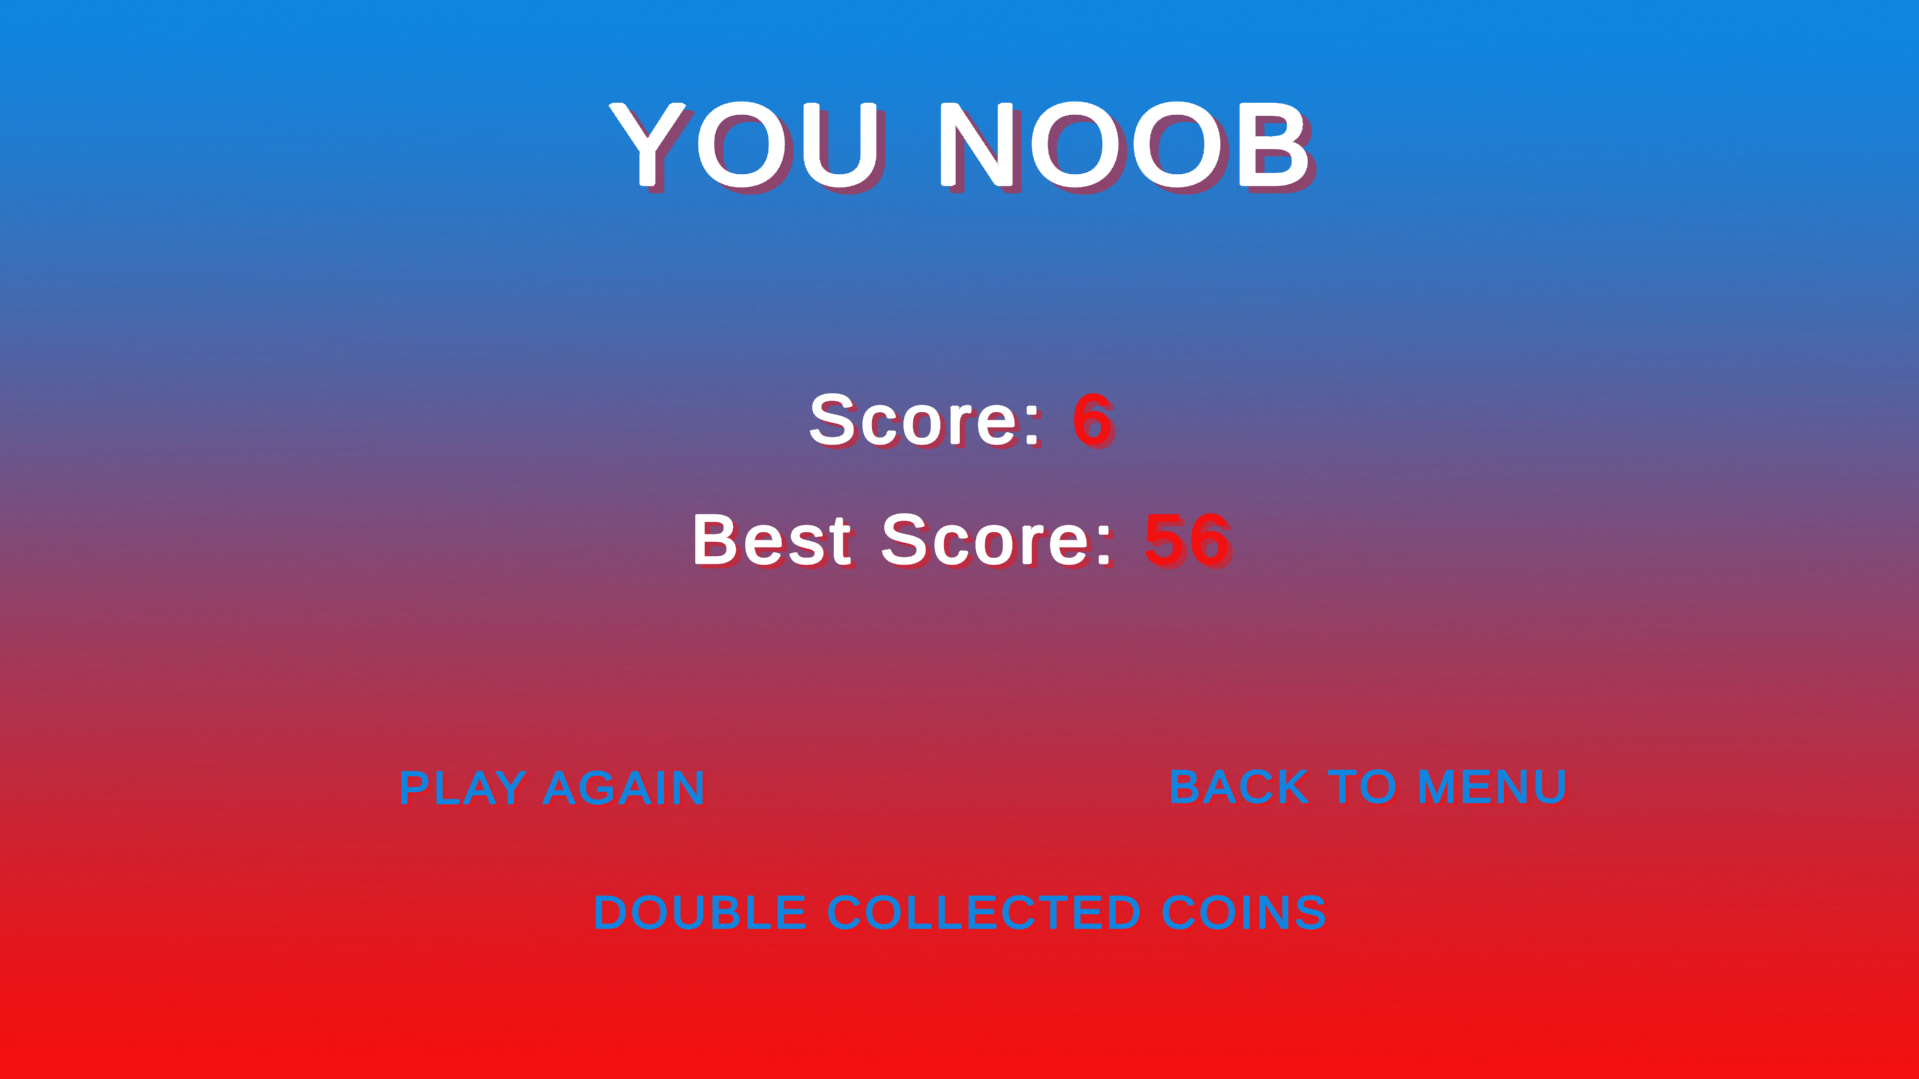 YOU NOOB
Score: 6
Best Score: 56
PLAY AGAIN
BACK TO MENU
DOUBLE COLLECTED COINS